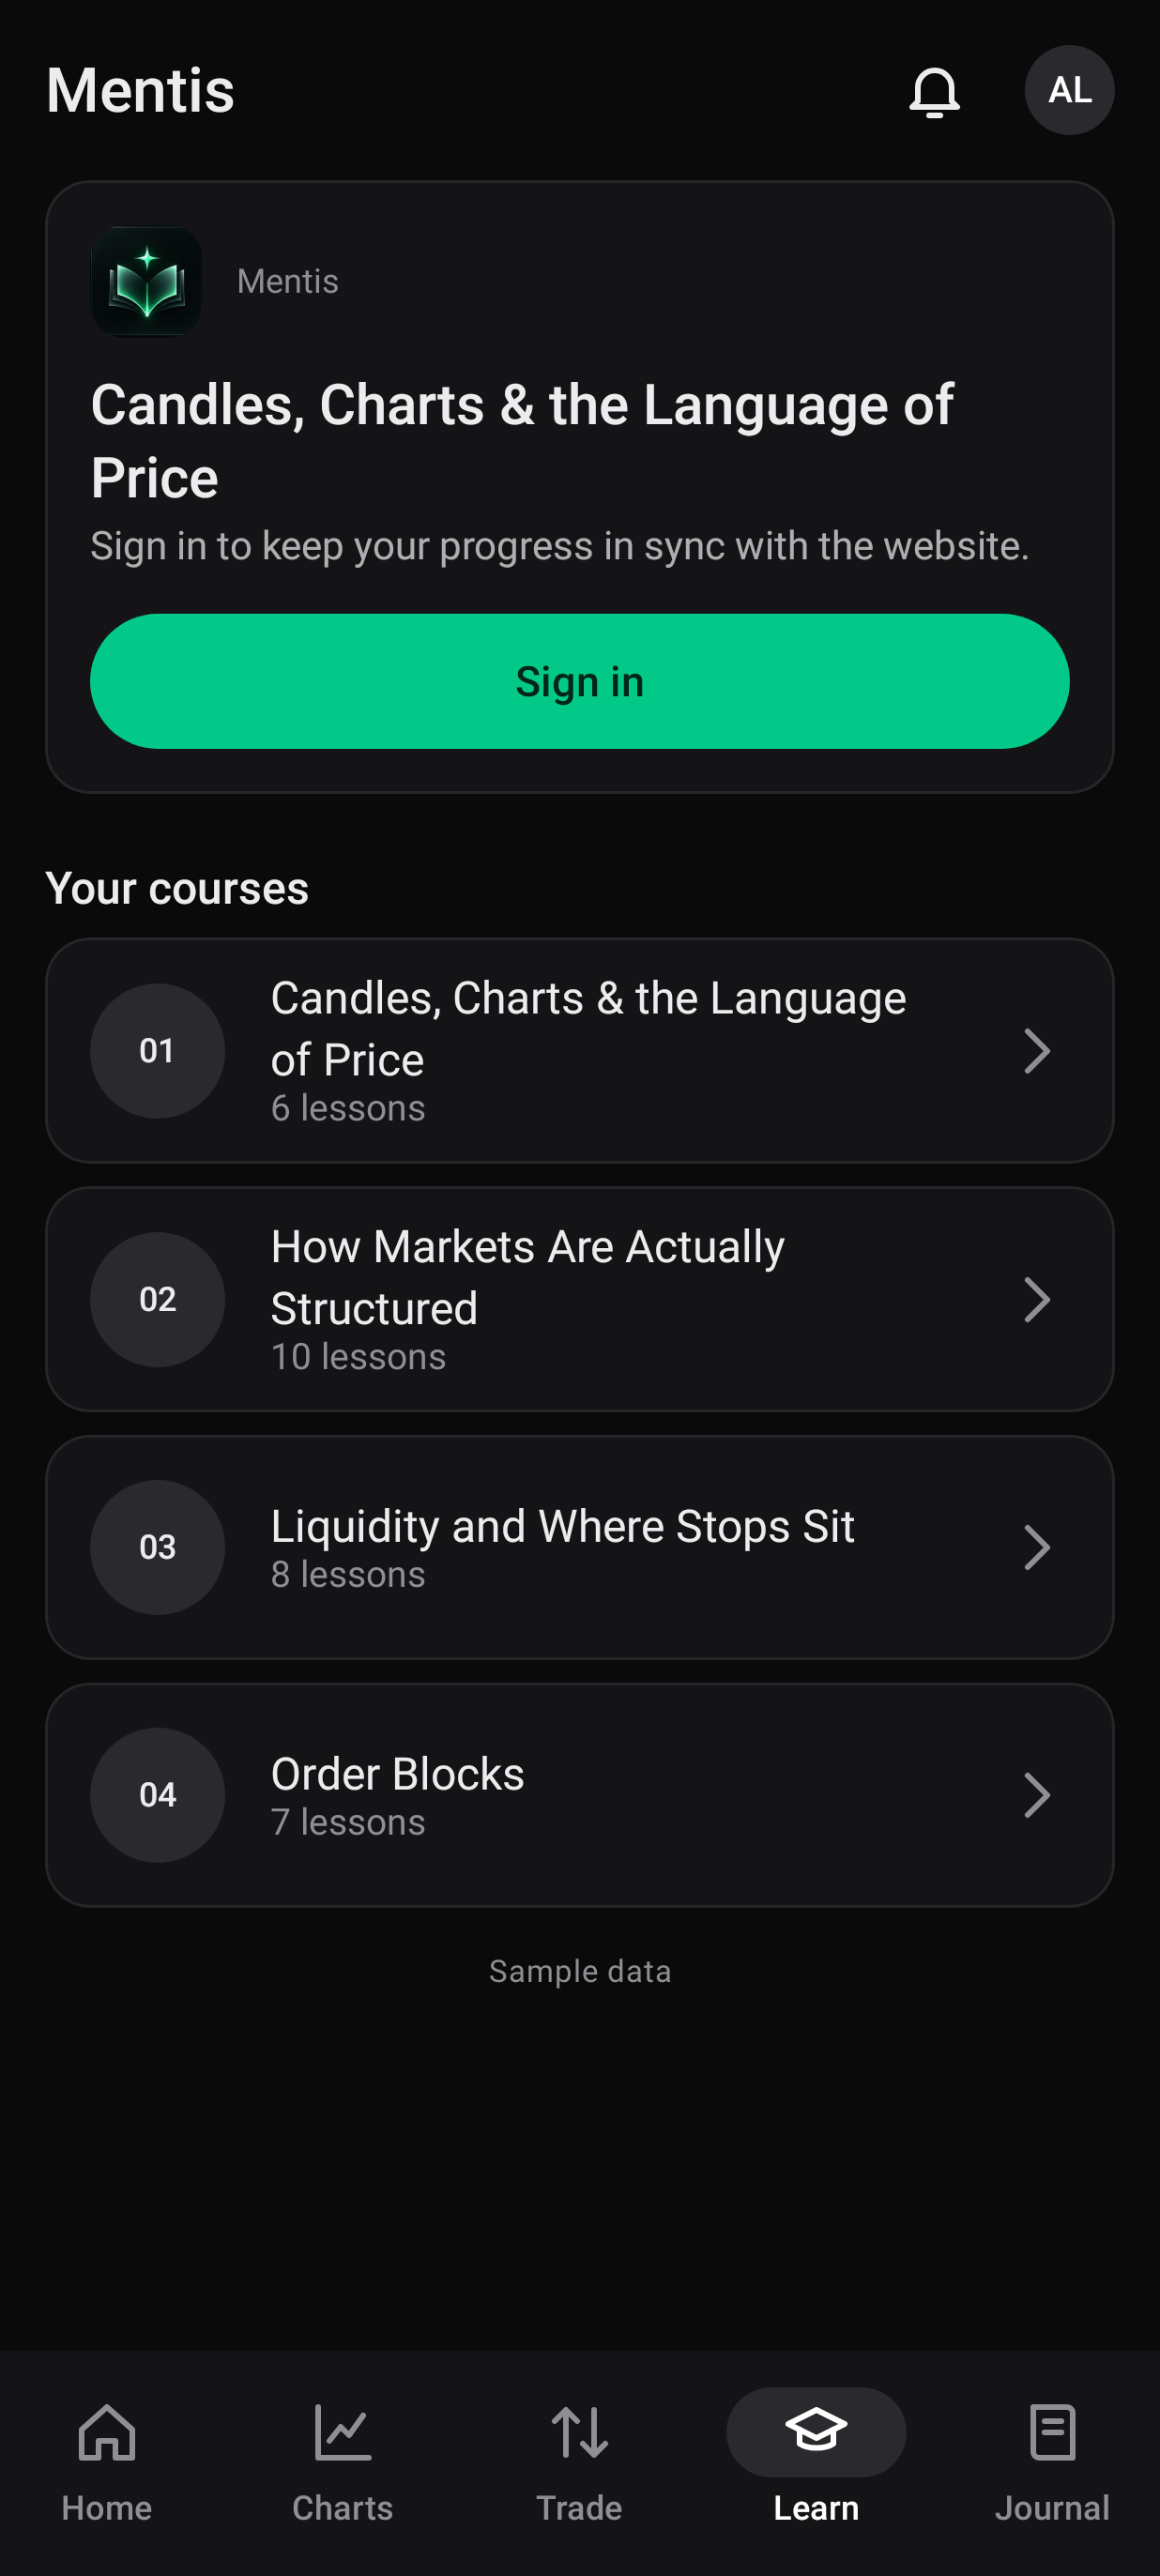 Mentis
AL
Mentis
Candles, Charts & the Language of
Price
Sign in to keep your progress in sync with the website.
Sign in
Your courses
01
Candles, Charts & the Language
of Price
6 lessons
02
How Markets Are Actually
Structured
10 lessons
03
Liquidity and Where Stops Sit
8 lessons
04
Order Blocks
7 lessons
Sample data
Home
Charts
Trade
Learn
Journal